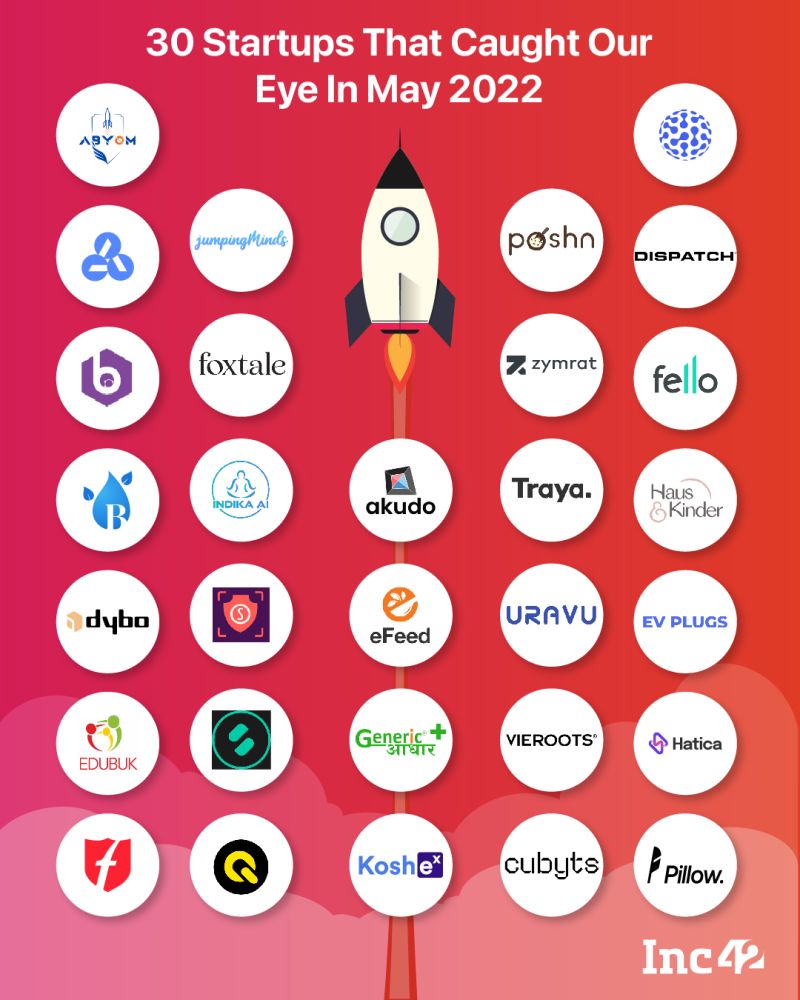 30 Startups That Caught Our
Eye In May 2022
ABYOM
jumpingMinds
poshn
DISPATCH
foxtale
zymrat
fello
b
B
INDIKA AI
akudo
Traya.
Haus
& Kinder
dybo
S
eFeed
URAVU
EV PLUGS
EDUBUK
Generic®+
आधार
VIEROOTS®
Hatica
f
Koshex
cubyts
Pillow.
Inc42